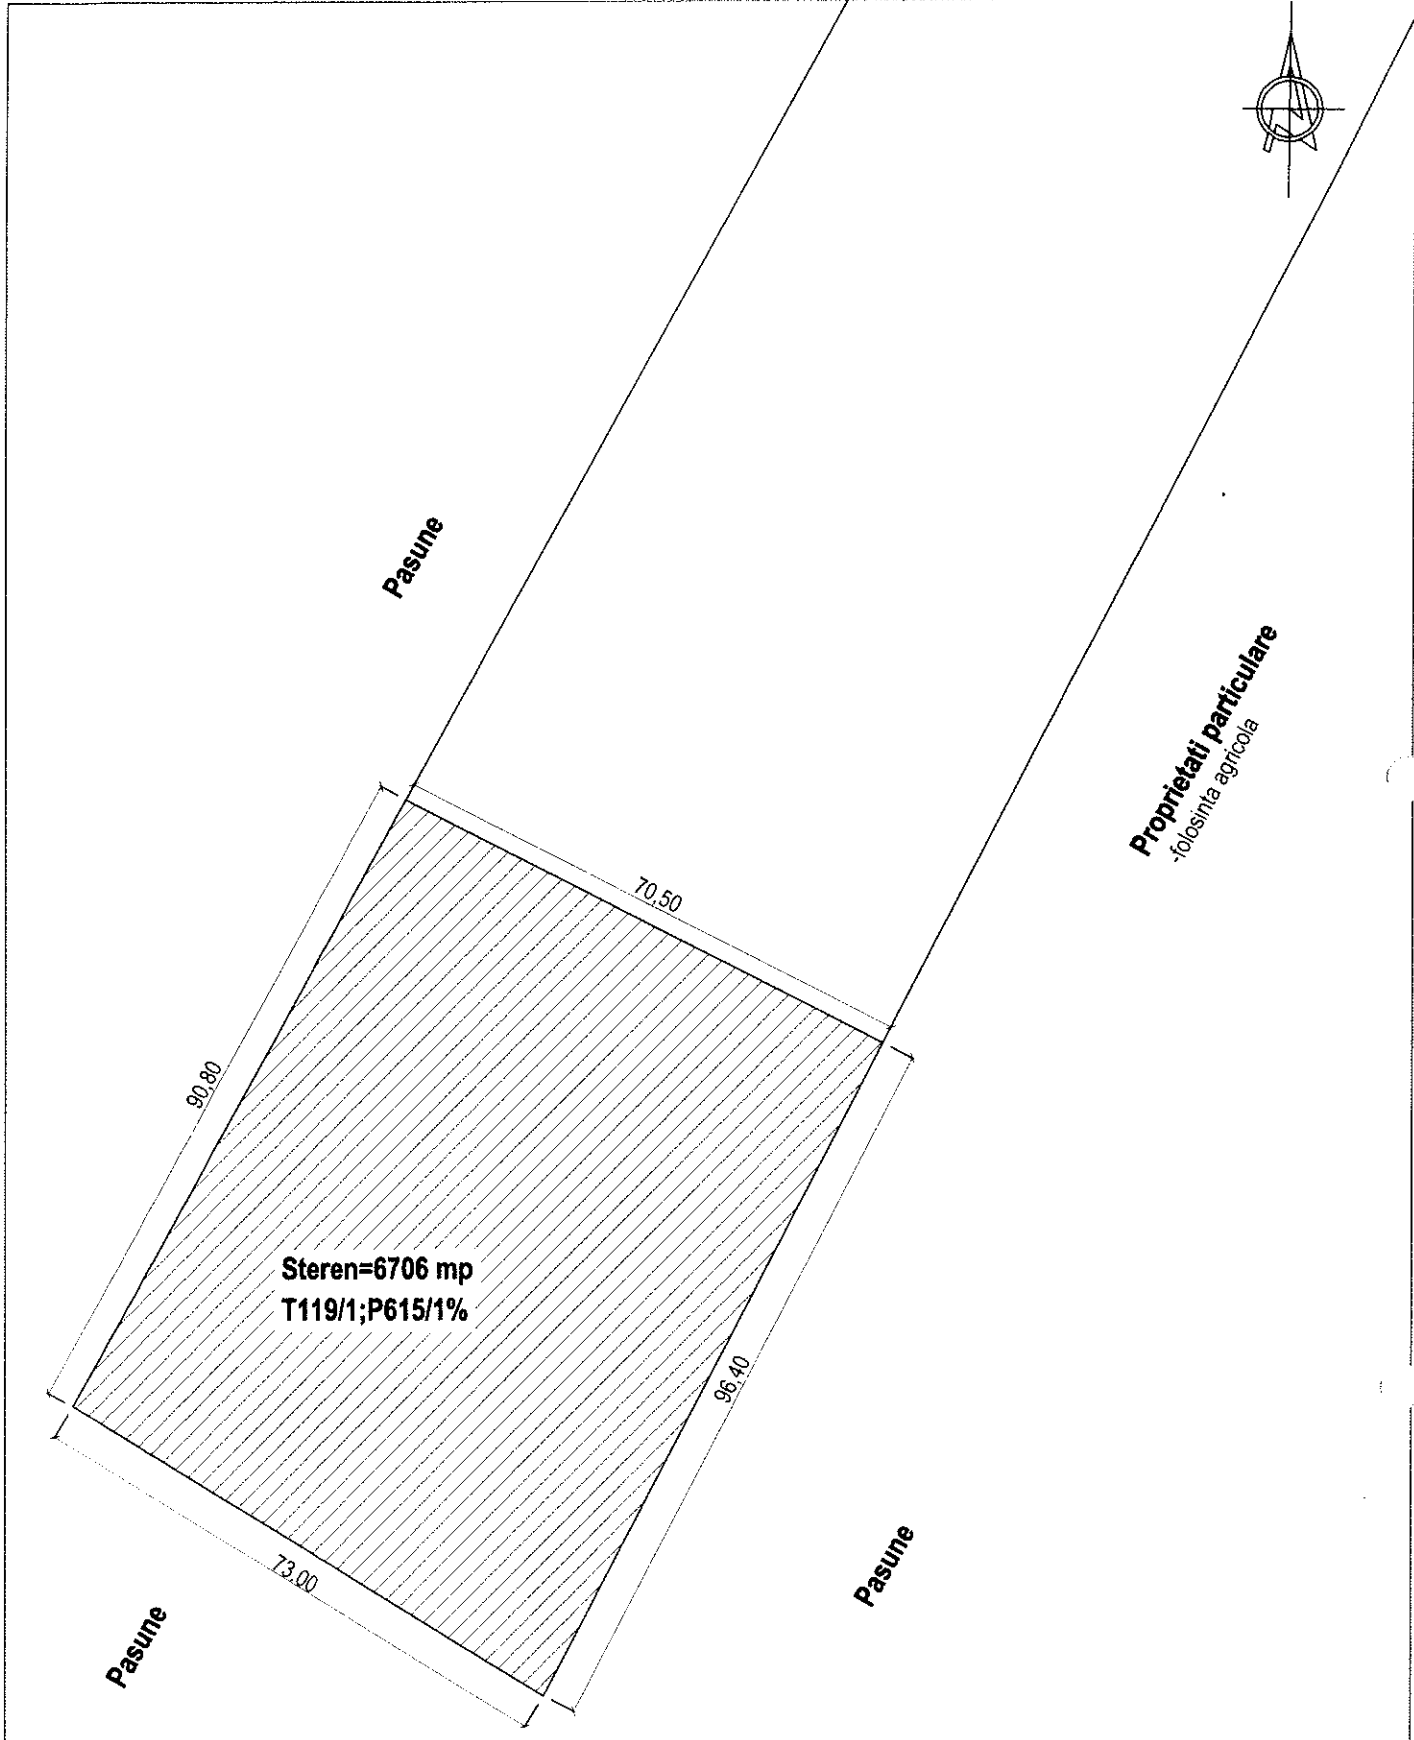 N
Pasune
Proprietati particulare
-folosinta agricola
70,50
90,80
Steren=6706 mp
T119/1;P615/1%
96,40
73,00
Pasune
Pasune